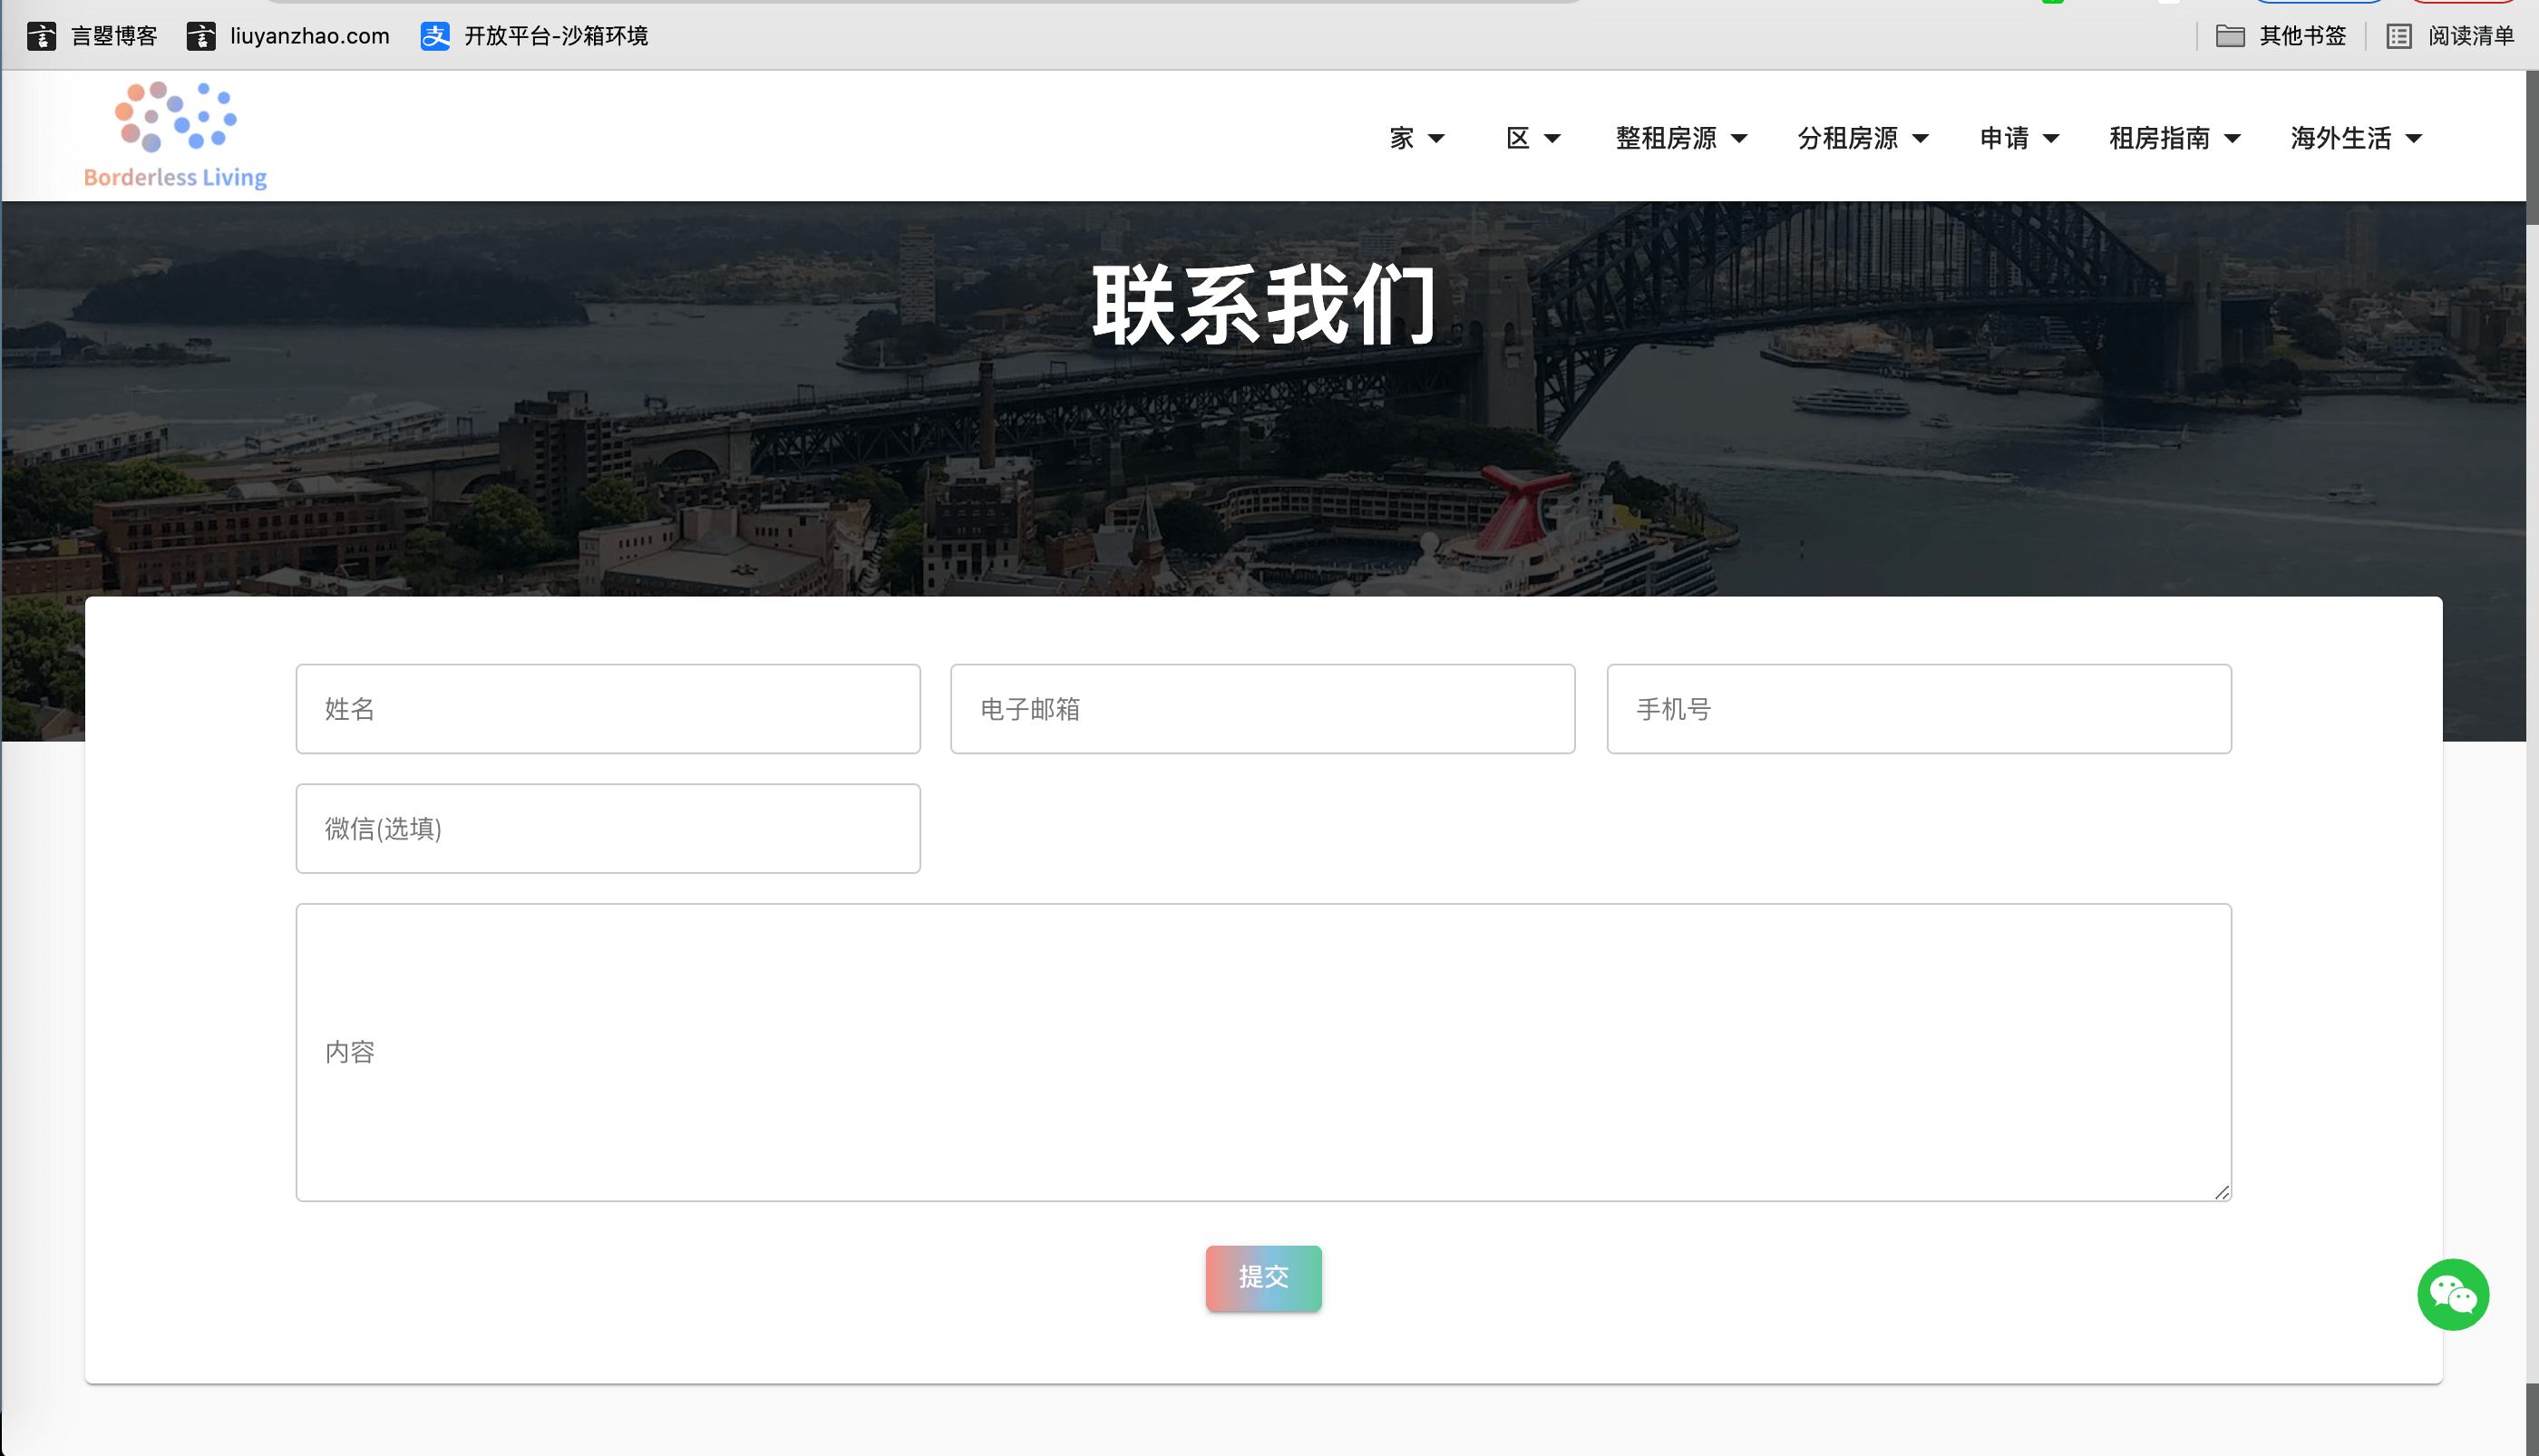 言曌博客 liuyanzhao.com 开放平台-沙箱环境 其他书签 阅读清单
Borderless Living
家 区 整租房源 分租房源 申请 租房指南 海外生活
联系我们
姓名 电子邮箱 手机号
微信(选填)
内容
提交